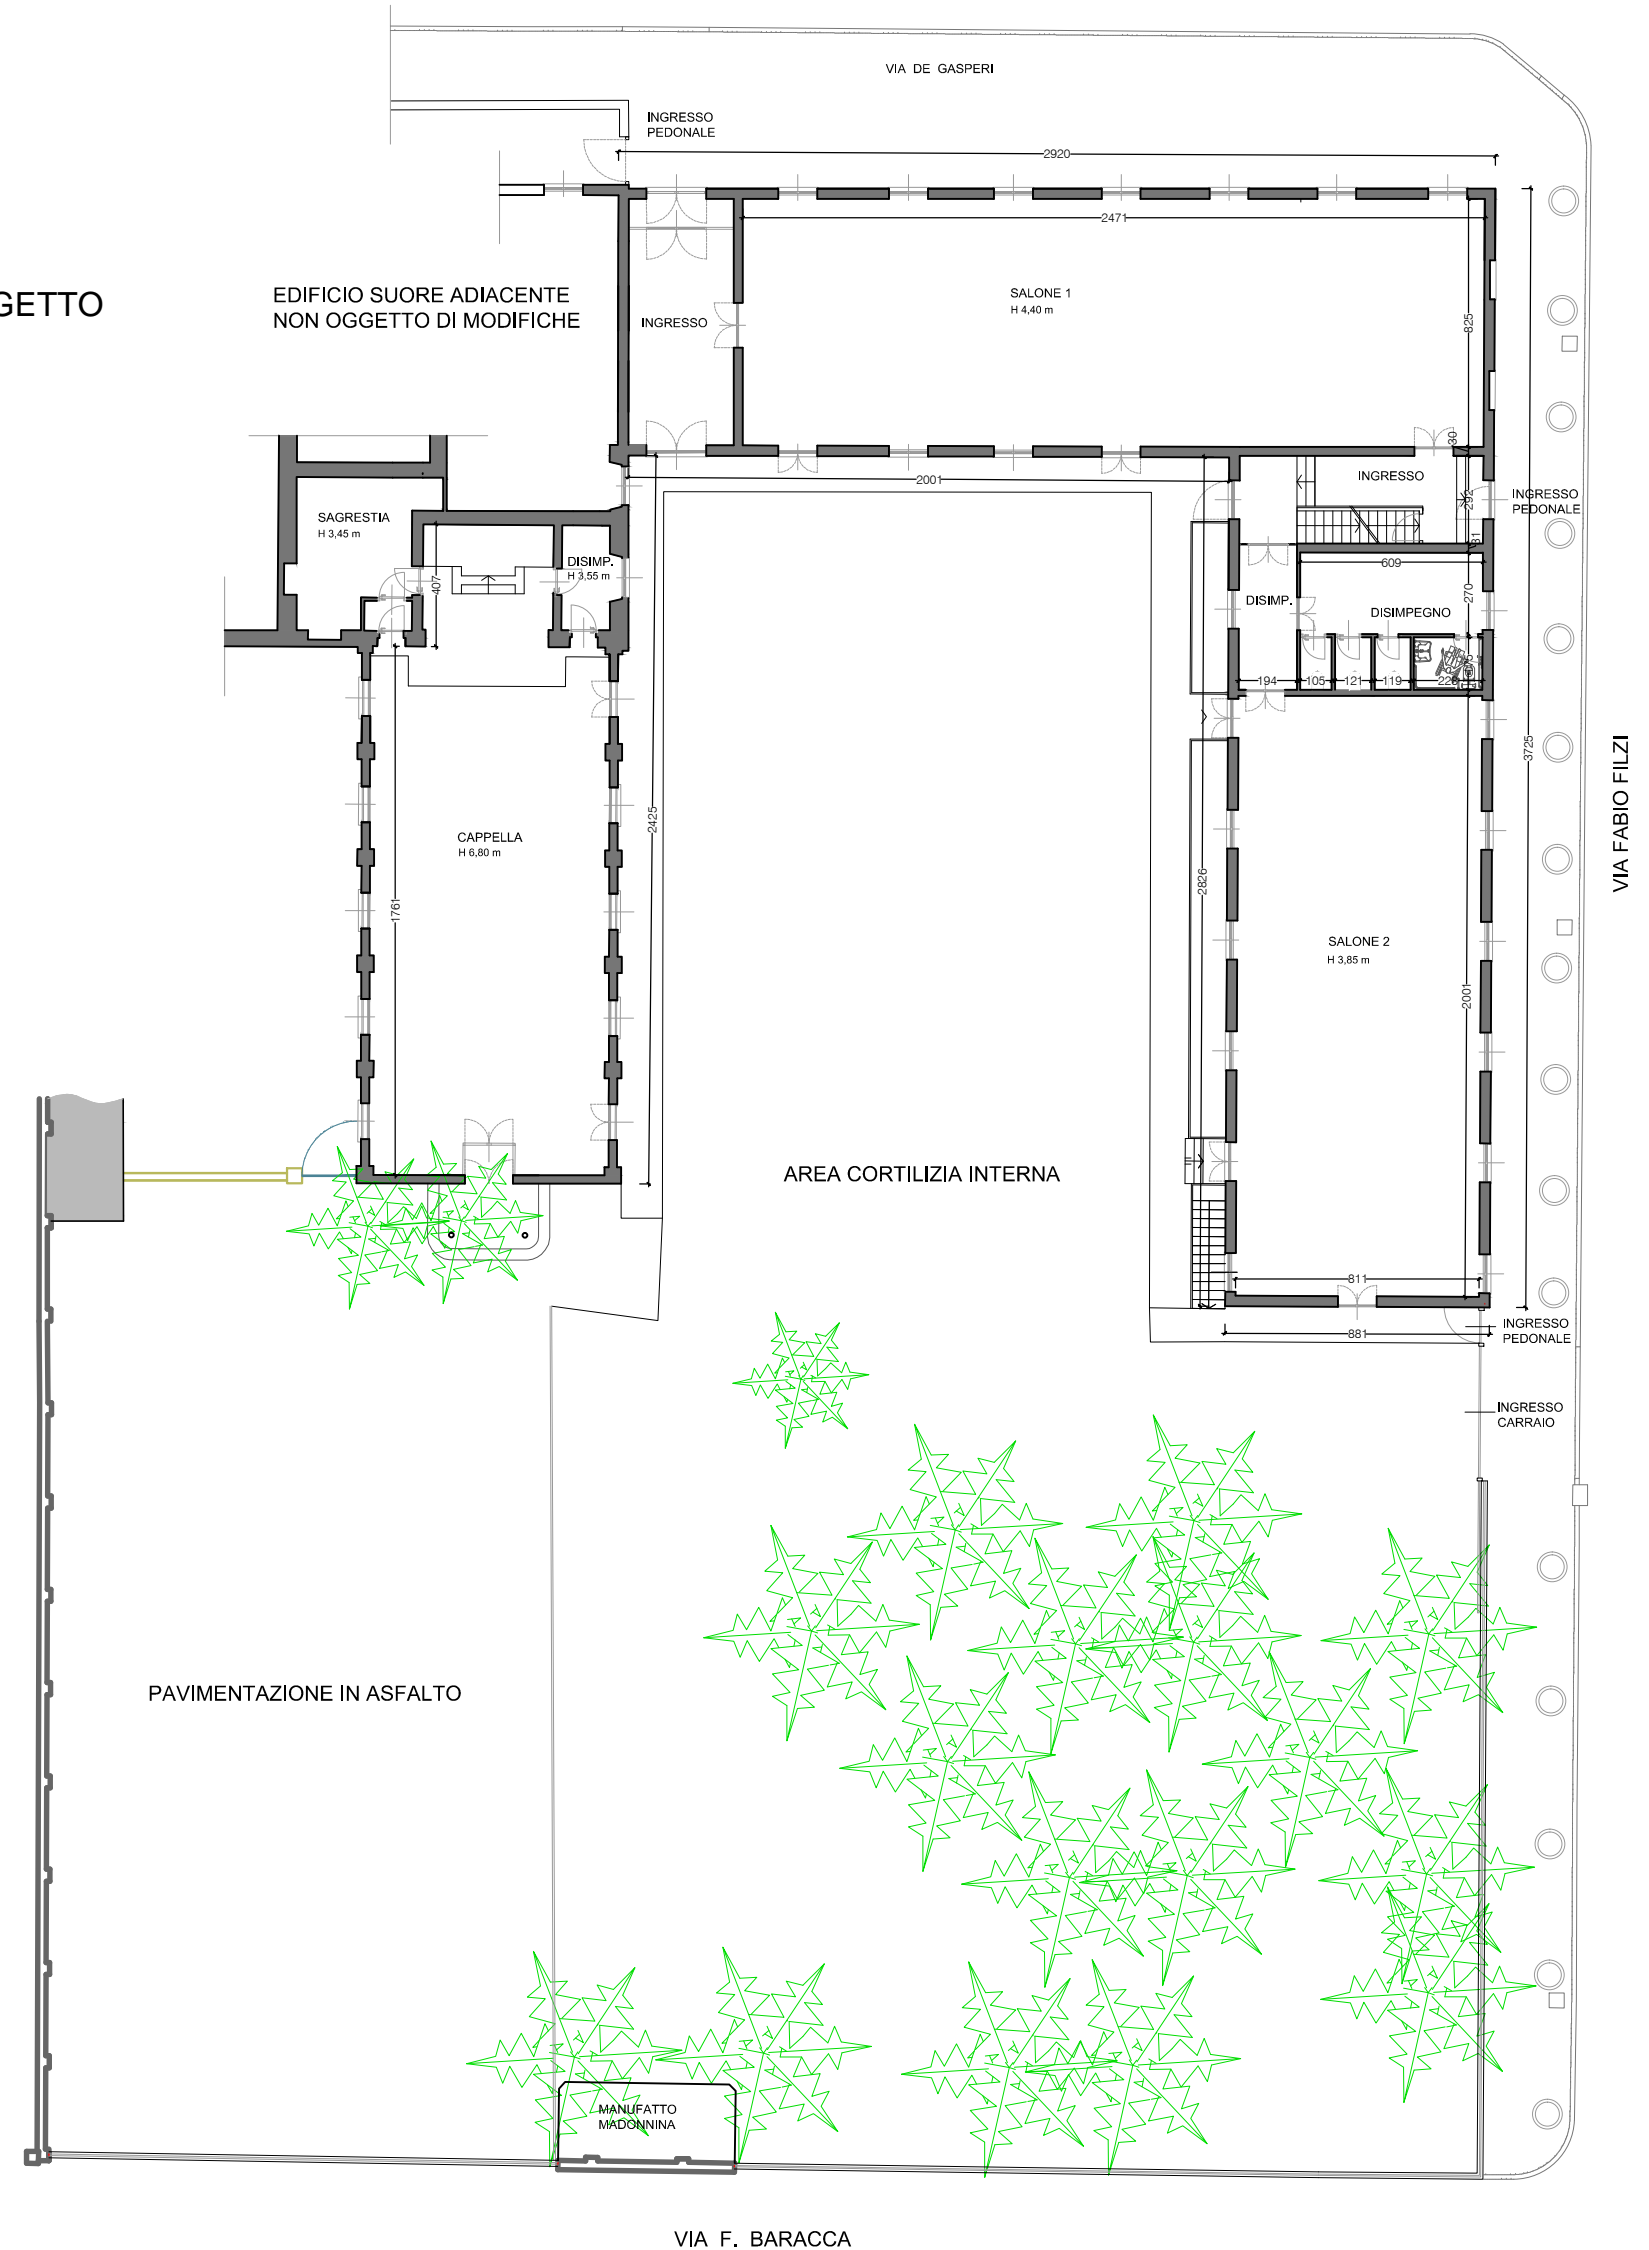 VIA DE GASPERI
INGRESSO
PEDONALE
2920
2471
GETTO
EDIFICIO SUORE ADIACENTE
NON OGGETTO DI MODIFICHE
INGRESSO
SALONE 1
H 4,40 m
825
30
2001
INGRESSO
292
INGRESSO
PEDONALE
31
SAGRESTIA
H 3,45 m
DISIMP.
H 3,55 m
407
609
270
DISIMP.
DISIMPEGNO
194
105
121
119
3725
VIA FABIO FILZI
CAPPELLA
H 6,80 m
2425
2826
1761
SALONE 2
H 3,85 m
2001
AREA CORTILIZIA INTERNA
811
881
INGRESSO
PEDONALE
INGRESSO
CARRAIO
PAVIMENTAZIONE IN ASFALTO
MANUFATTO
MADONNINA
VIA F. BARACCA